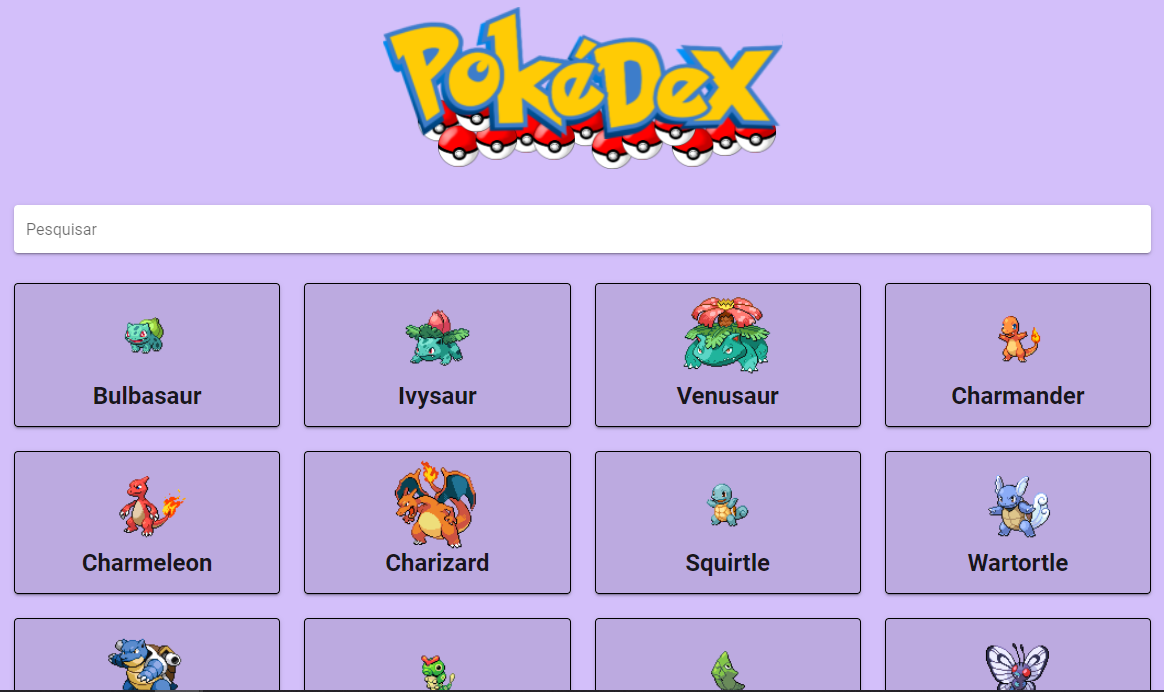 PokéDex
Pesquisar
Bulbasaur
Ivysaur
Venusaur
Charmander
Charmeleon
Charizard
Squirtle
Wartortle